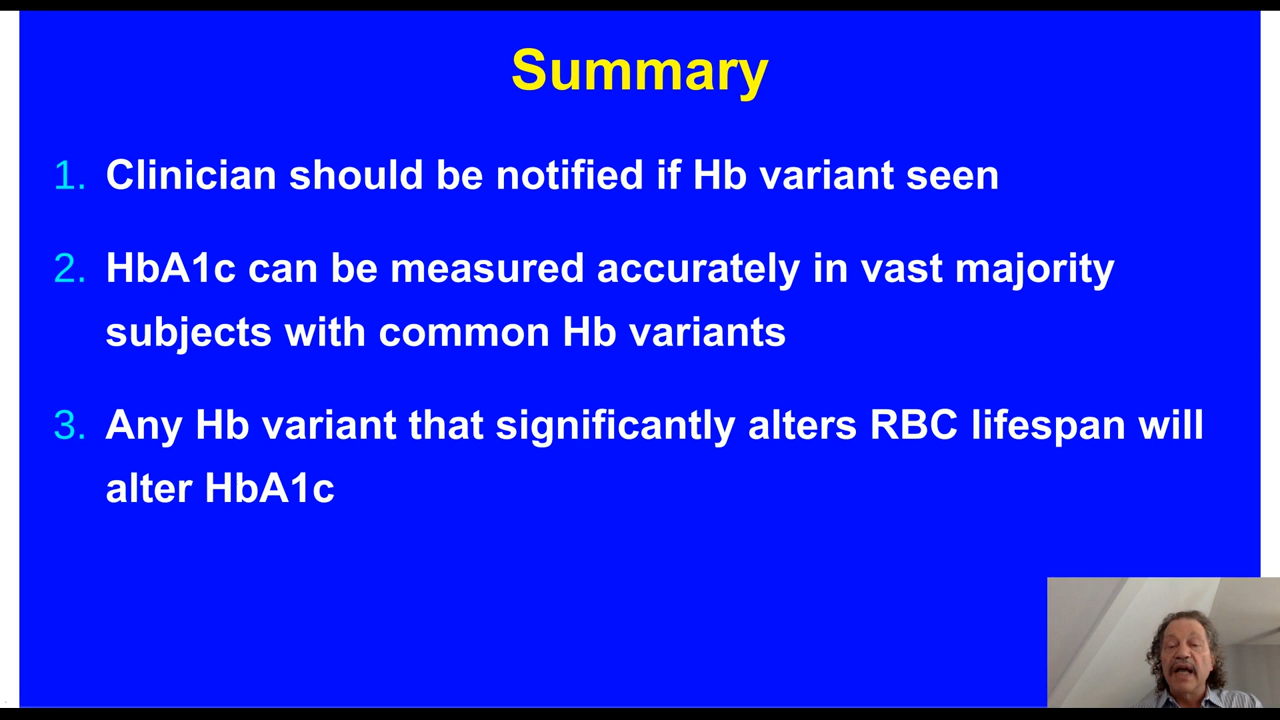 Summary
1. Clinician should be notified if Hb variant seen
2. HbA1c can be measured accurately in vast majority
subjects with common Hb variants
3. Any Hb variant that significantly alters RBC lifespan will
alter HbA1c